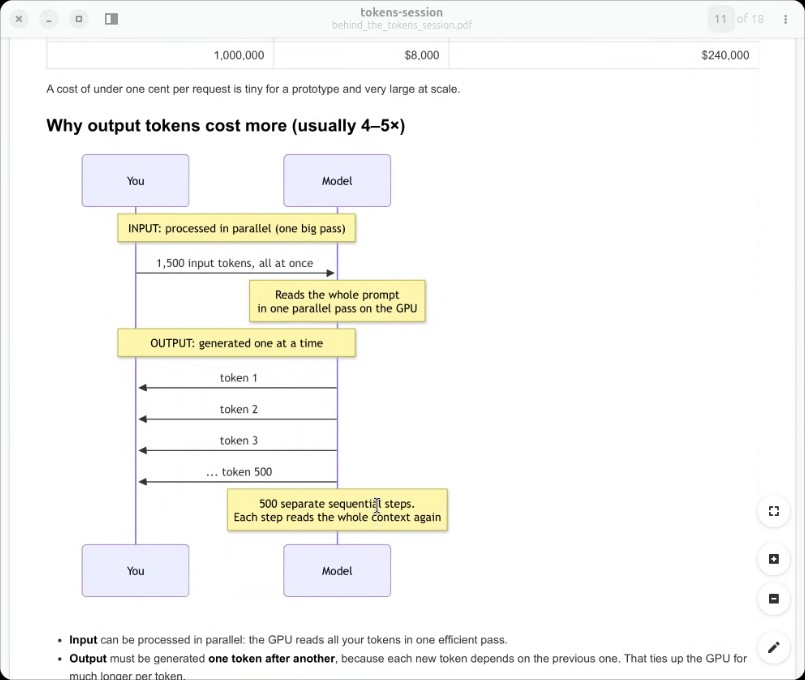 tokens-session
behind_the_tokens_session.pdf
11 of 18
1,000,000 $8,000 $240,000
A cost of under one cent per request is tiny for a prototype and very large at scale.
Why output tokens cost more (usually 4–5×)
You Model
INPUT: processed in parallel (one big pass)
1,500 input tokens, all at once
Reads the whole prompt
in one parallel pass on the GPU
OUTPUT: generated one at a time
token 1
token 2
token 3
... token 500
500 separate sequential steps.
Each step reads the whole context again
You Model
• Input can be processed in parallel: the GPU reads all your tokens in one efficient pass.
• Output must be generated one token after another, because each new token depends on the previous one. That ties up the GPU for
much longer per token.